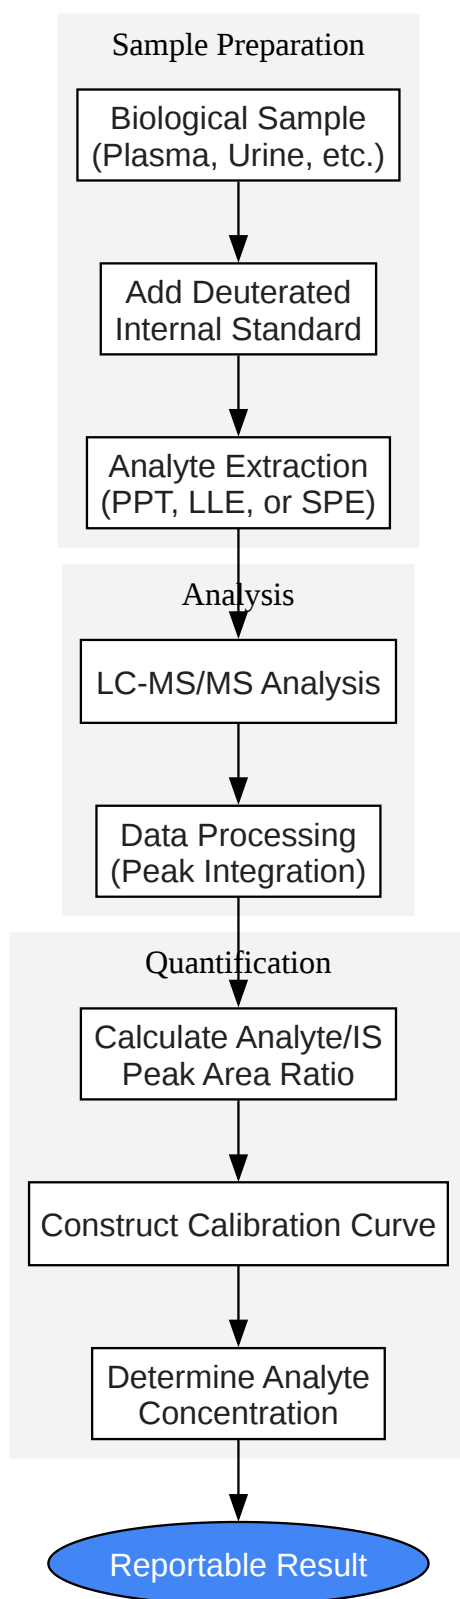 Sample Preparation
Biological Sample
(Plasma, Urine, etc.)
Add Deuterated
Internal Standard
Analyte Extraction
(PPT, LLE, or SPE)
Analysis
LC-MS/MS Analysis
Data Processing
(Peak Integration)
Quantification
Calculate Analyte/IS
Peak Area Ratio
Construct Calibration Curve
Determine Analyte
Concentration
Reportable Result